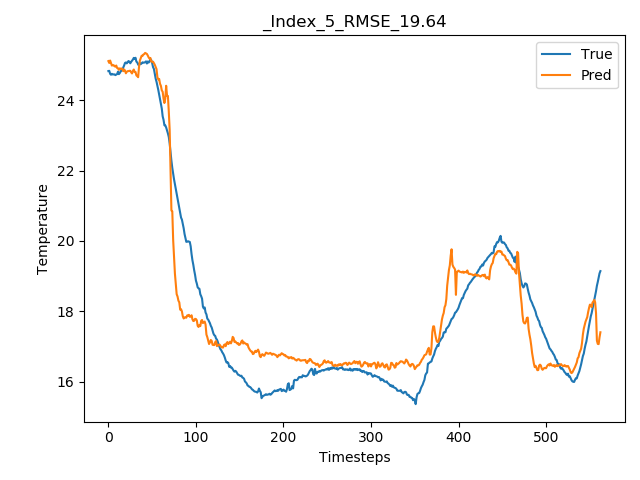 _Index_5_RMSE_19.64
True
Pred
Temperature
24
22
20
18
16
0 100 200 300 400 500
Timesteps